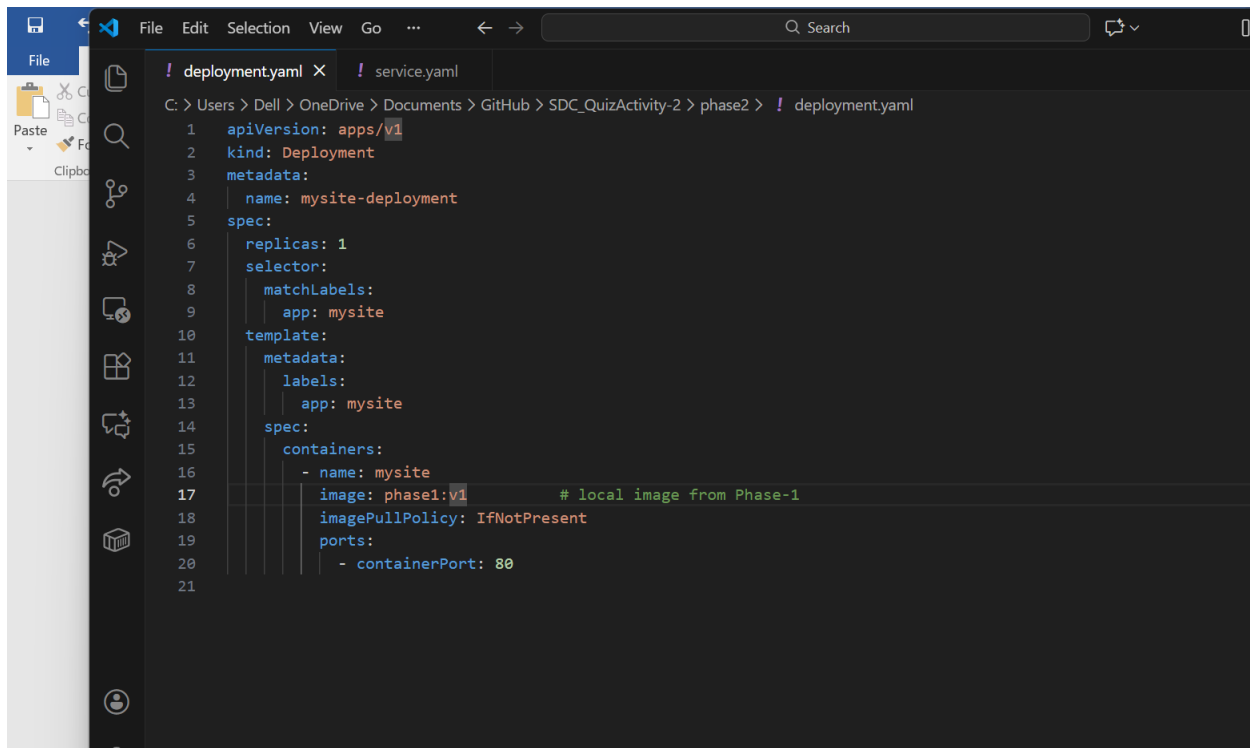 File Edit Selection View Go ··· ← → Search
File
! deployment.yaml × ! service.yaml
C: > Users > Dell > OneDrive > Documents > GitHub > SDC_QuizActivity-2 > phase2 > ! deployment.yaml
Paste
Clipbo
1 apiVersion: apps/v1
2 kind: Deployment
3 metadata:
4 name: mysite-deployment
5 spec:
6 replicas: 1
7 selector:
8 matchLabels:
9 app: mysite
10 template:
11 metadata:
12 labels:
13 app: mysite
14 spec:
15 containers:
16 - name: mysite
17 image: phase1:v1 # local image from Phase-1
18 imagePullPolicy: IfNotPresent
19 ports:
20 - containerPort: 80
21